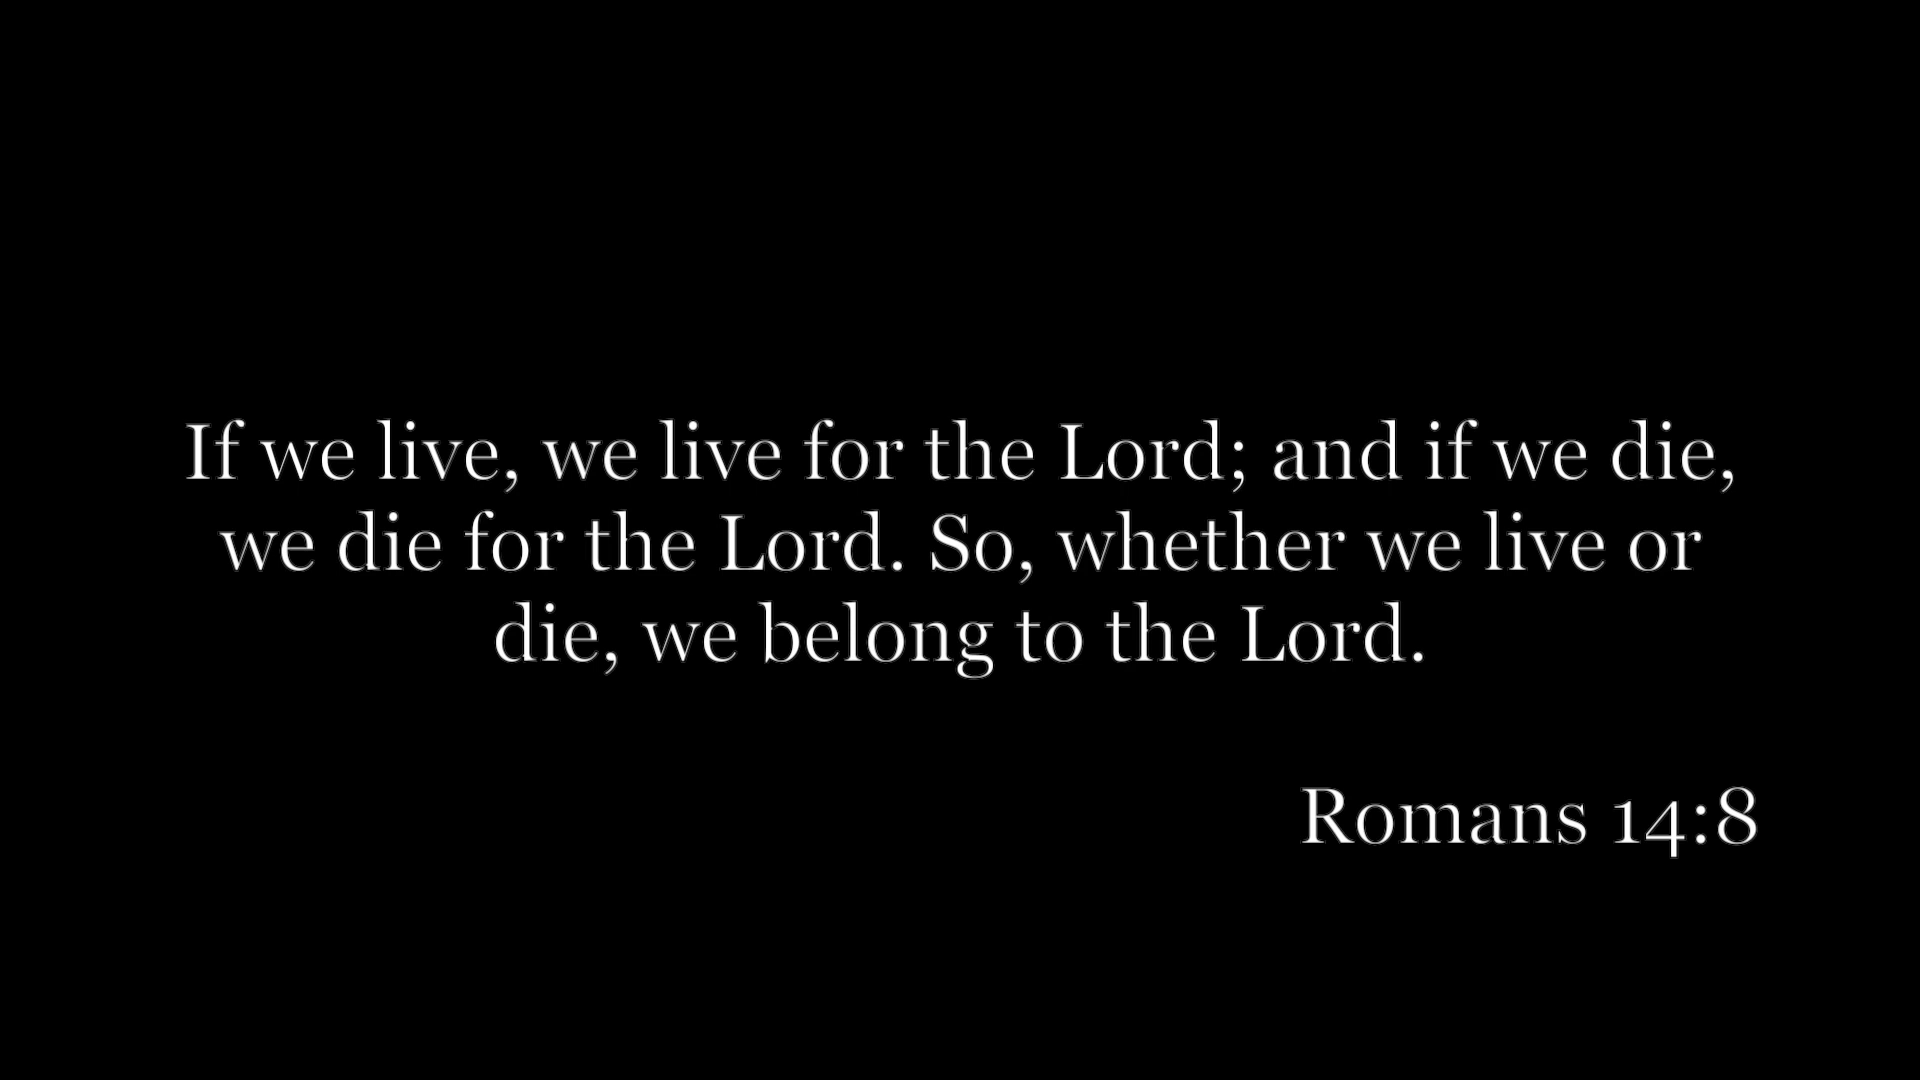 If we live, we live for the Lord; and if we die,
we die for the Lord. So, whether we live or
die, we belong to the Lord.
Romans 14:8